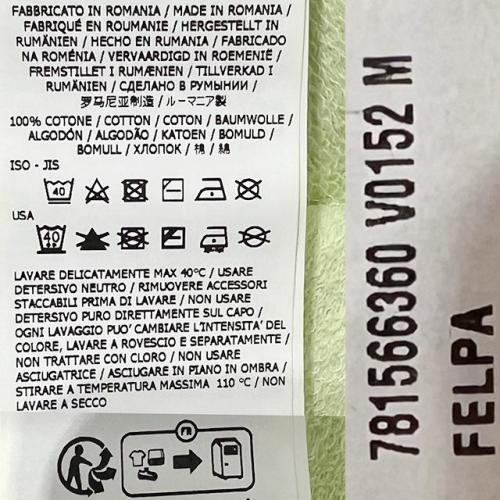 FABBRICATO IN ROMANIA / MADE IN ROMANIA /
FABRIQUÉ EN ROUMANIE / HERGESTELLT IN
RUMÄNIEN / HECHO EN RUMANIA / FABRICADO
NA ROMÉNIA / VERVAARDIGD IN ROEMENIË /
FREMSTILLET I RUMÆNIEN / TILLVERKAD I
RUMÄNIEN / СДЕЛАНО В РУМЫНИИ /
罗马尼亚制造 / ルーマニア製
100% COTONE / COTTON / COTON / BAUMWOLLE /
ALGODÓN / ALGODÃO / KATOEN / BOMULD /
BOMULL / ХЛОПОК / 棉 / 綿
ISO - JIS
40
USA
40
LAVARE DELICATAMENTE MAX 40°C / USARE
DETERSIVO NEUTRO / RIMUOVERE ACCESSORI
STACCABILI PRIMA DI LAVARE / NON USARE
DETERSIVO PURO DIRETTAMENTE SUL CAPO /
OGNI LAVAGGIO PUO' CAMBIARE L'INTENSITA' DEL
COLORE, LAVARE A ROVESCIO E SEPARATAMENTE /
NON TRATTARE CON CLORO / NON USARE
ASCIUGATRICE / ASCIUGARE IN PIANO IN OMBRA /
STIRARE A TEMPERATURA MASSIMA 110 °C / NON
LAVARE A SECCO
781566360 V0152 M
FELPA